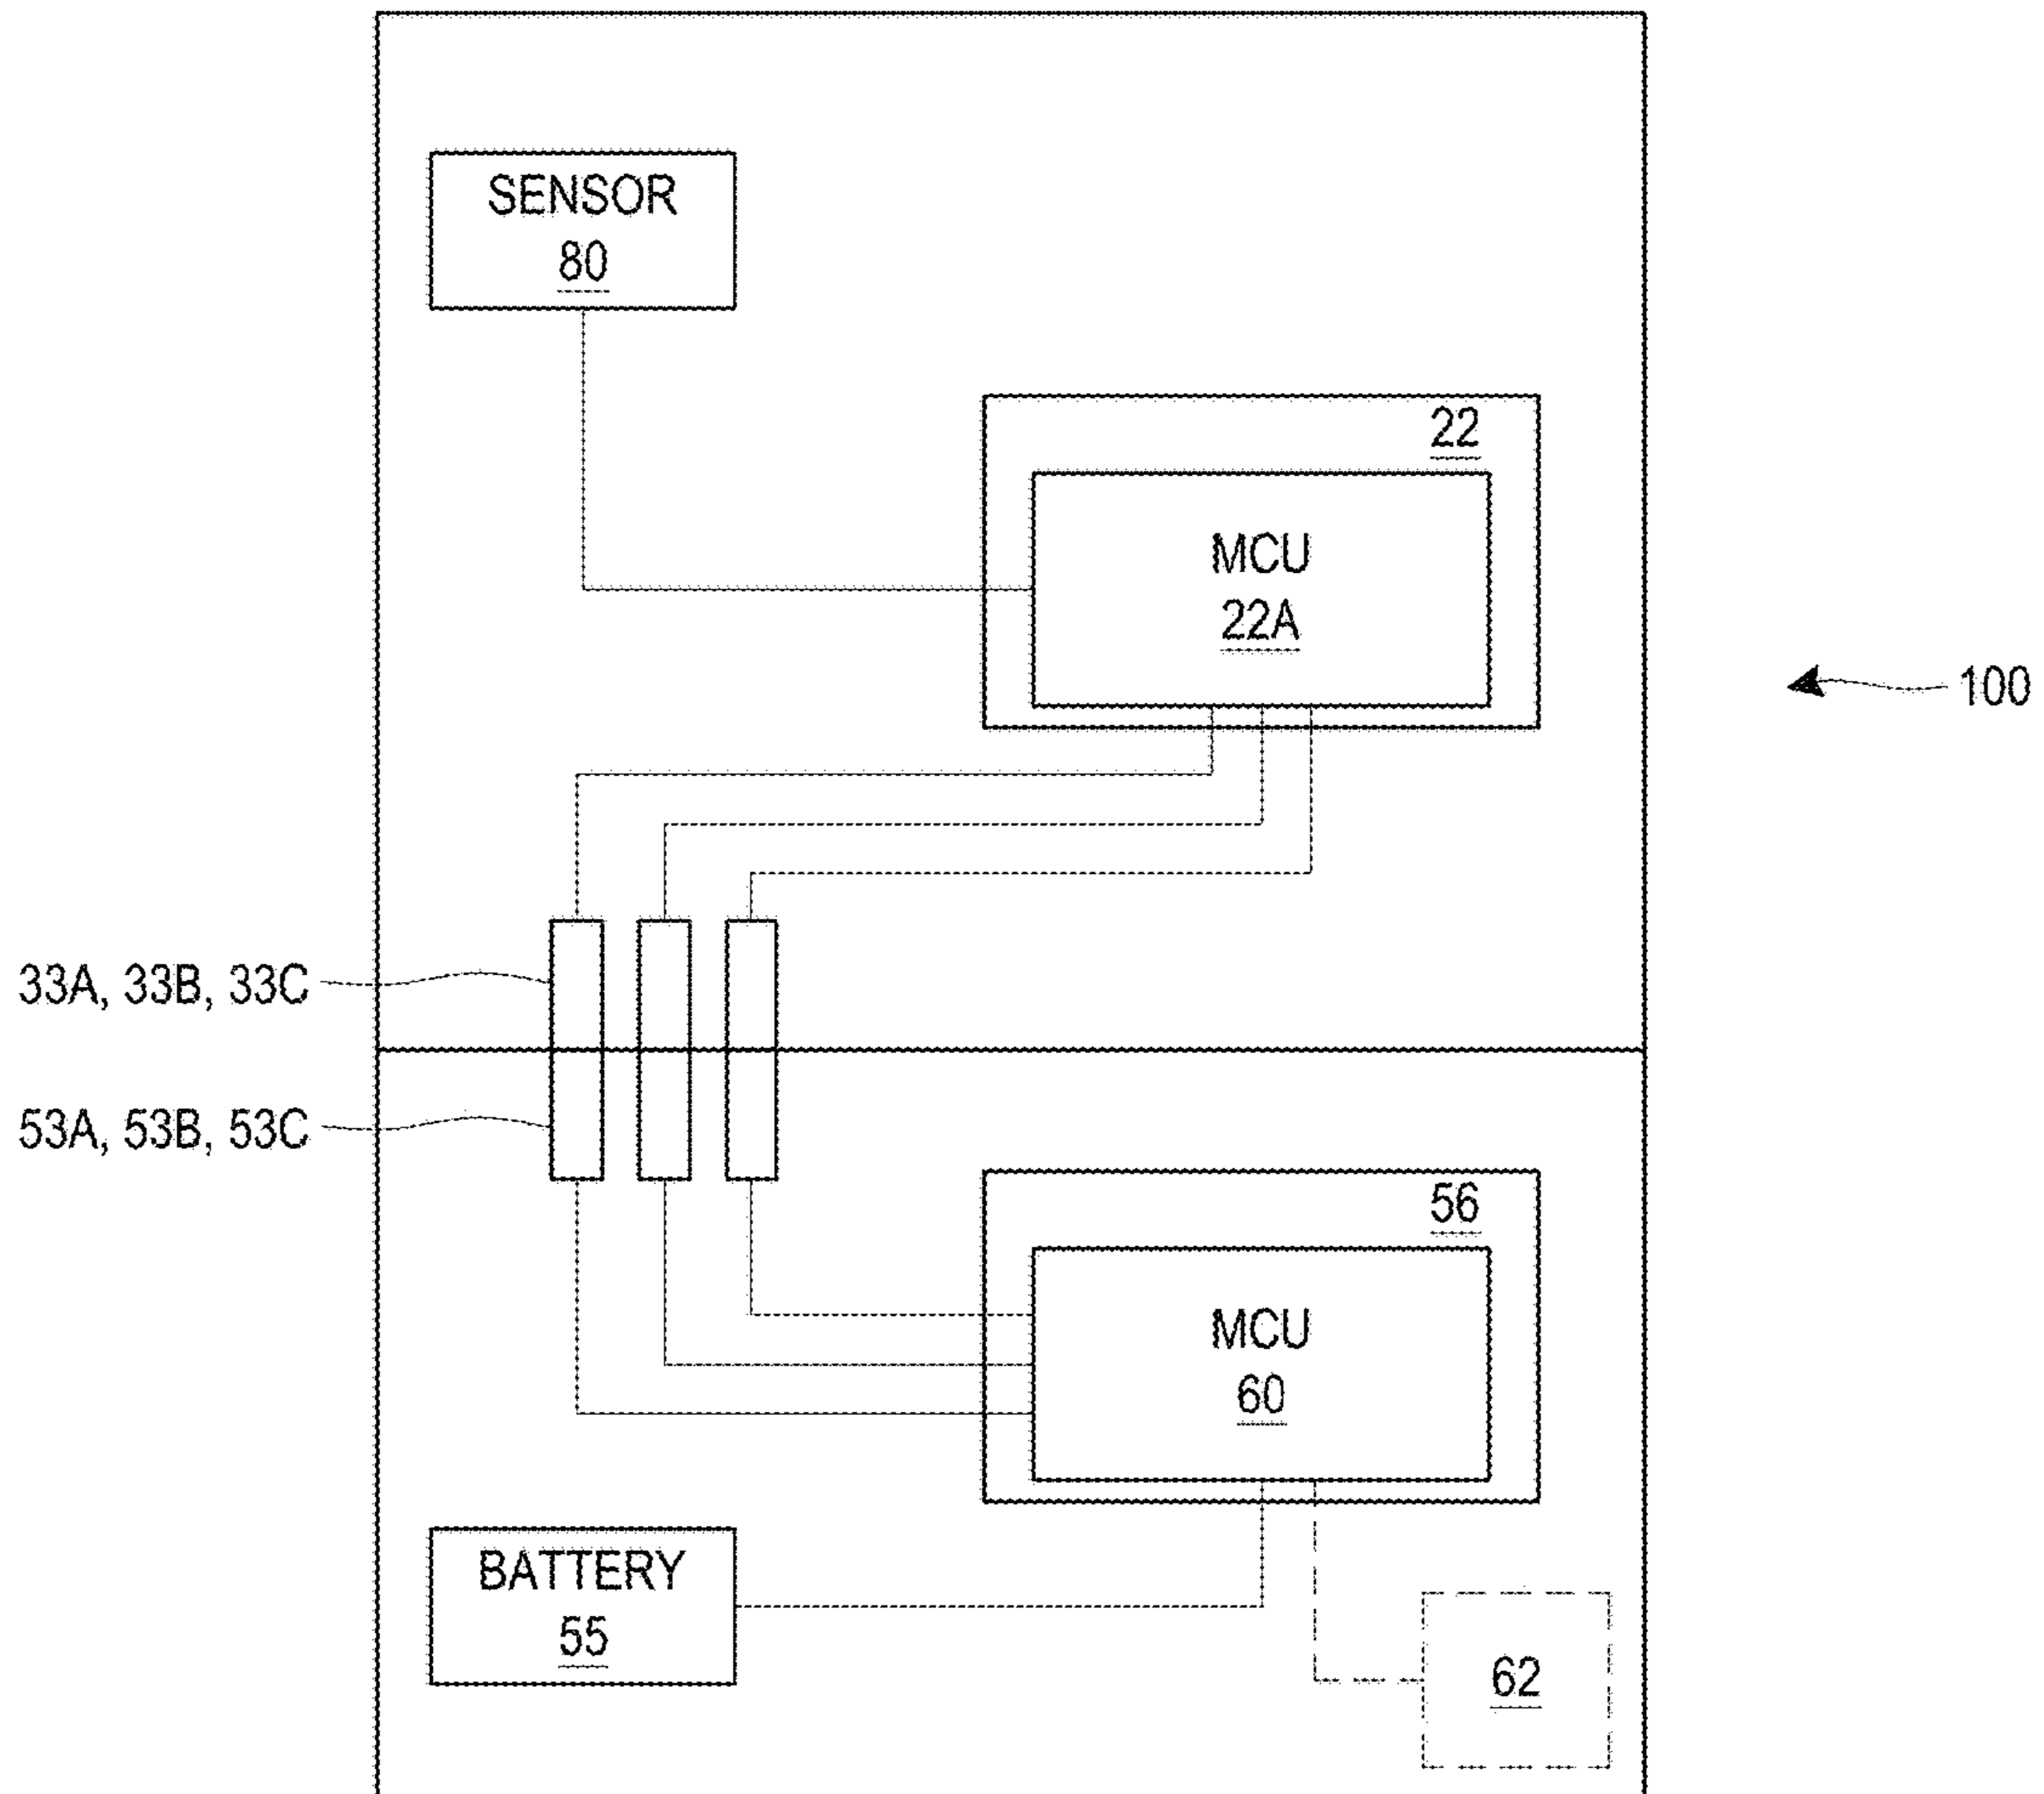 SENSOR
80
22
MCU
22A
100
33A, 33B, 33C
53A, 53B, 53C
56
MCU
60
BATTERY
55
62